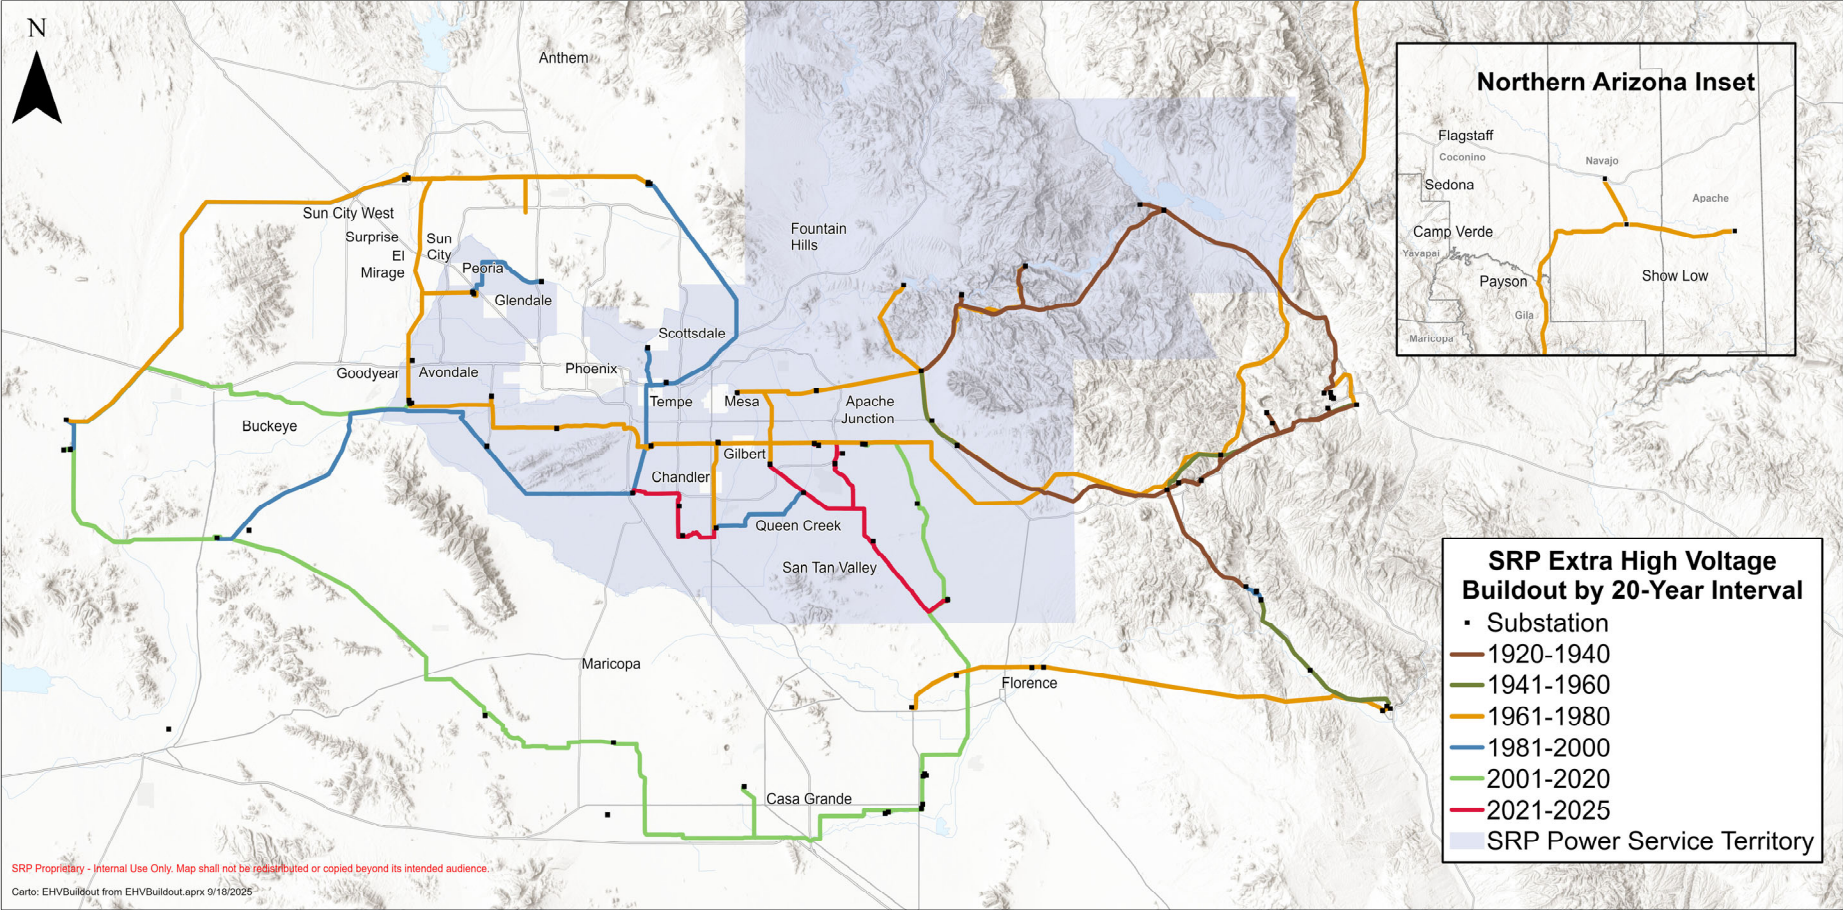 N
Anthem
Northern Arizona Inset
Flagstaff
Coconino
Navajo
Sedona
Apache
Camp Verde
Yavapai
Payson
Show Low
Gila
Maricopa
Sun City West
Surprise
Sun
City
El
Mirage
Peoria
Glendale
Fountain
Hills
Scottsdale
Phoenix
Goodyear
Avondale
Tempe
Mesa
Apache
Junction
Buckeye
Gilbert
Chandler
Queen Creek
San Tan Valley
Maricopa
Florence
Casa Grande
SRP Extra High Voltage
Buildout by 20-Year Interval
Substation
1920-1940
1941-1960
1961-1980
1981-2000
2001-2020
2021-2025
SRP Power Service Territory
SRP Proprietary - Internal Use Only. Map shall not be redistributed or copied beyond its intended audience.
Carto: EHVBuildout from EHVBuildout.aprx 9/18/2025